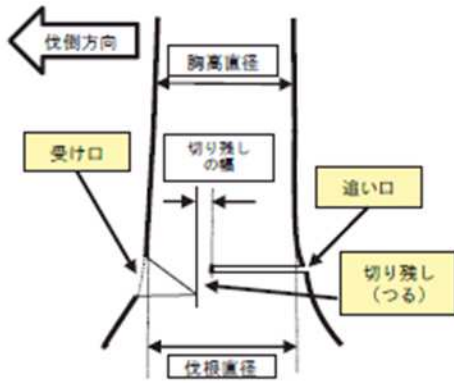 伐倒方向
胸高直径
受け口
切り残し
の幅
追い口
切り残し
(つる)
伐根直径